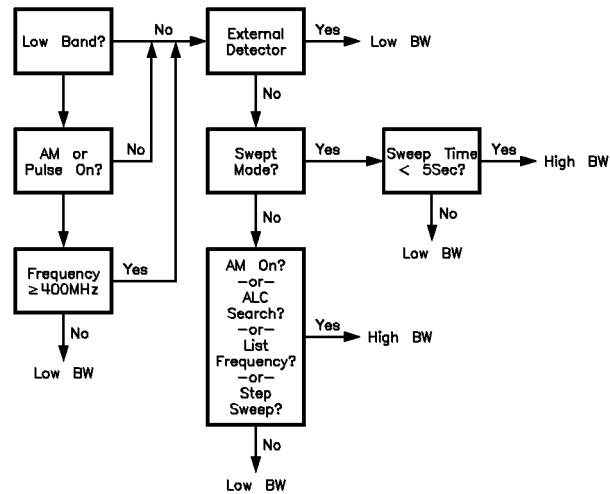 Low Band?
No
External
Detector
Yes
Low BW
No
AM or
Pulse On?
No
Swept
Mode?
Yes
Sweep Time
< 5Sec?
Yes
High BW
No
No
Low BW
Frequency
≥400MHz
Yes
No
Low BW
AM On?
-or-
ALC
Search?
-or-
List
Frequency?
-or-
Step
Sweep?
Yes
High BW
No
Low BW